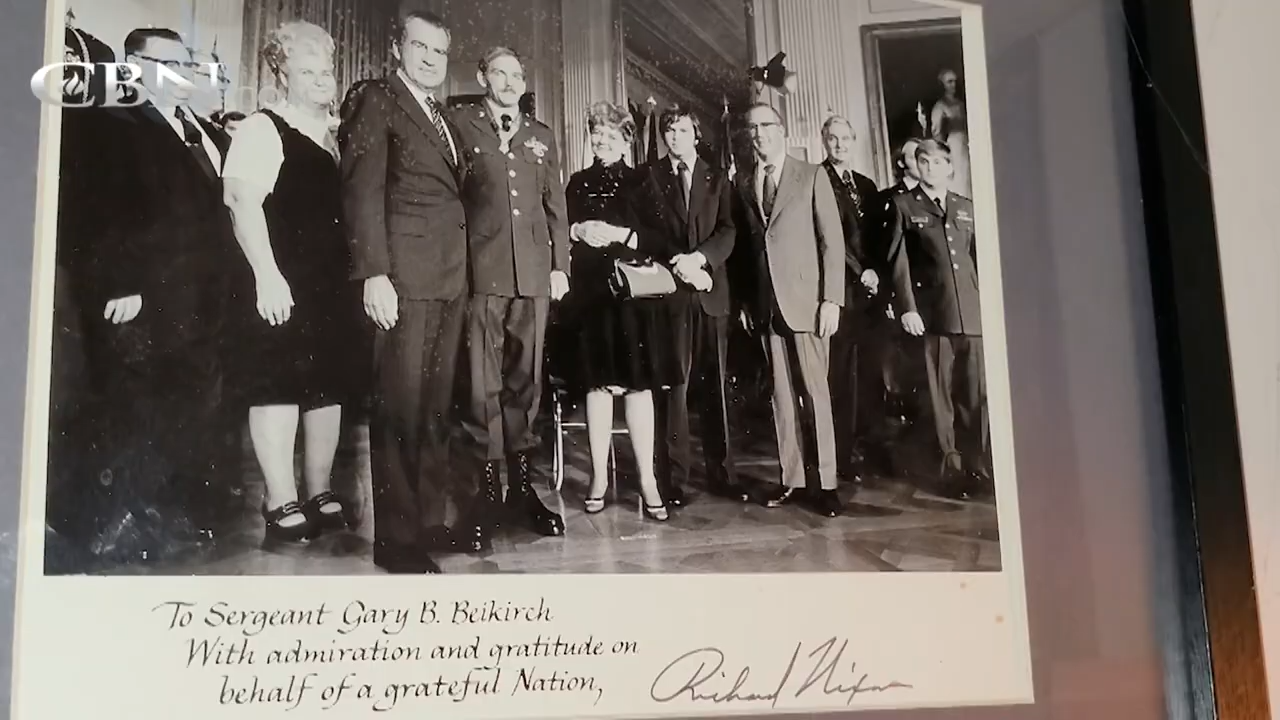 CBN
To Sergeant Gary B. Beikirch
With admiration and gratitude on
behalf of a grateful Nation,
Richard Nixon